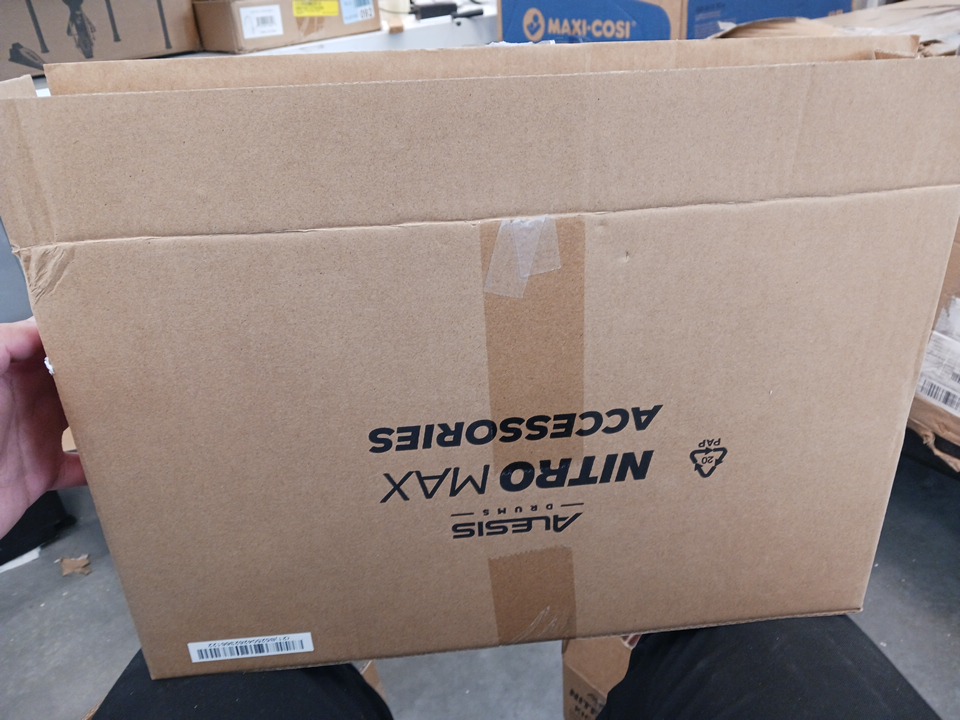 MAXI-COSI
ALESIS
DRUMS
NITRO MAX
ACCESSORIES
20
PAP